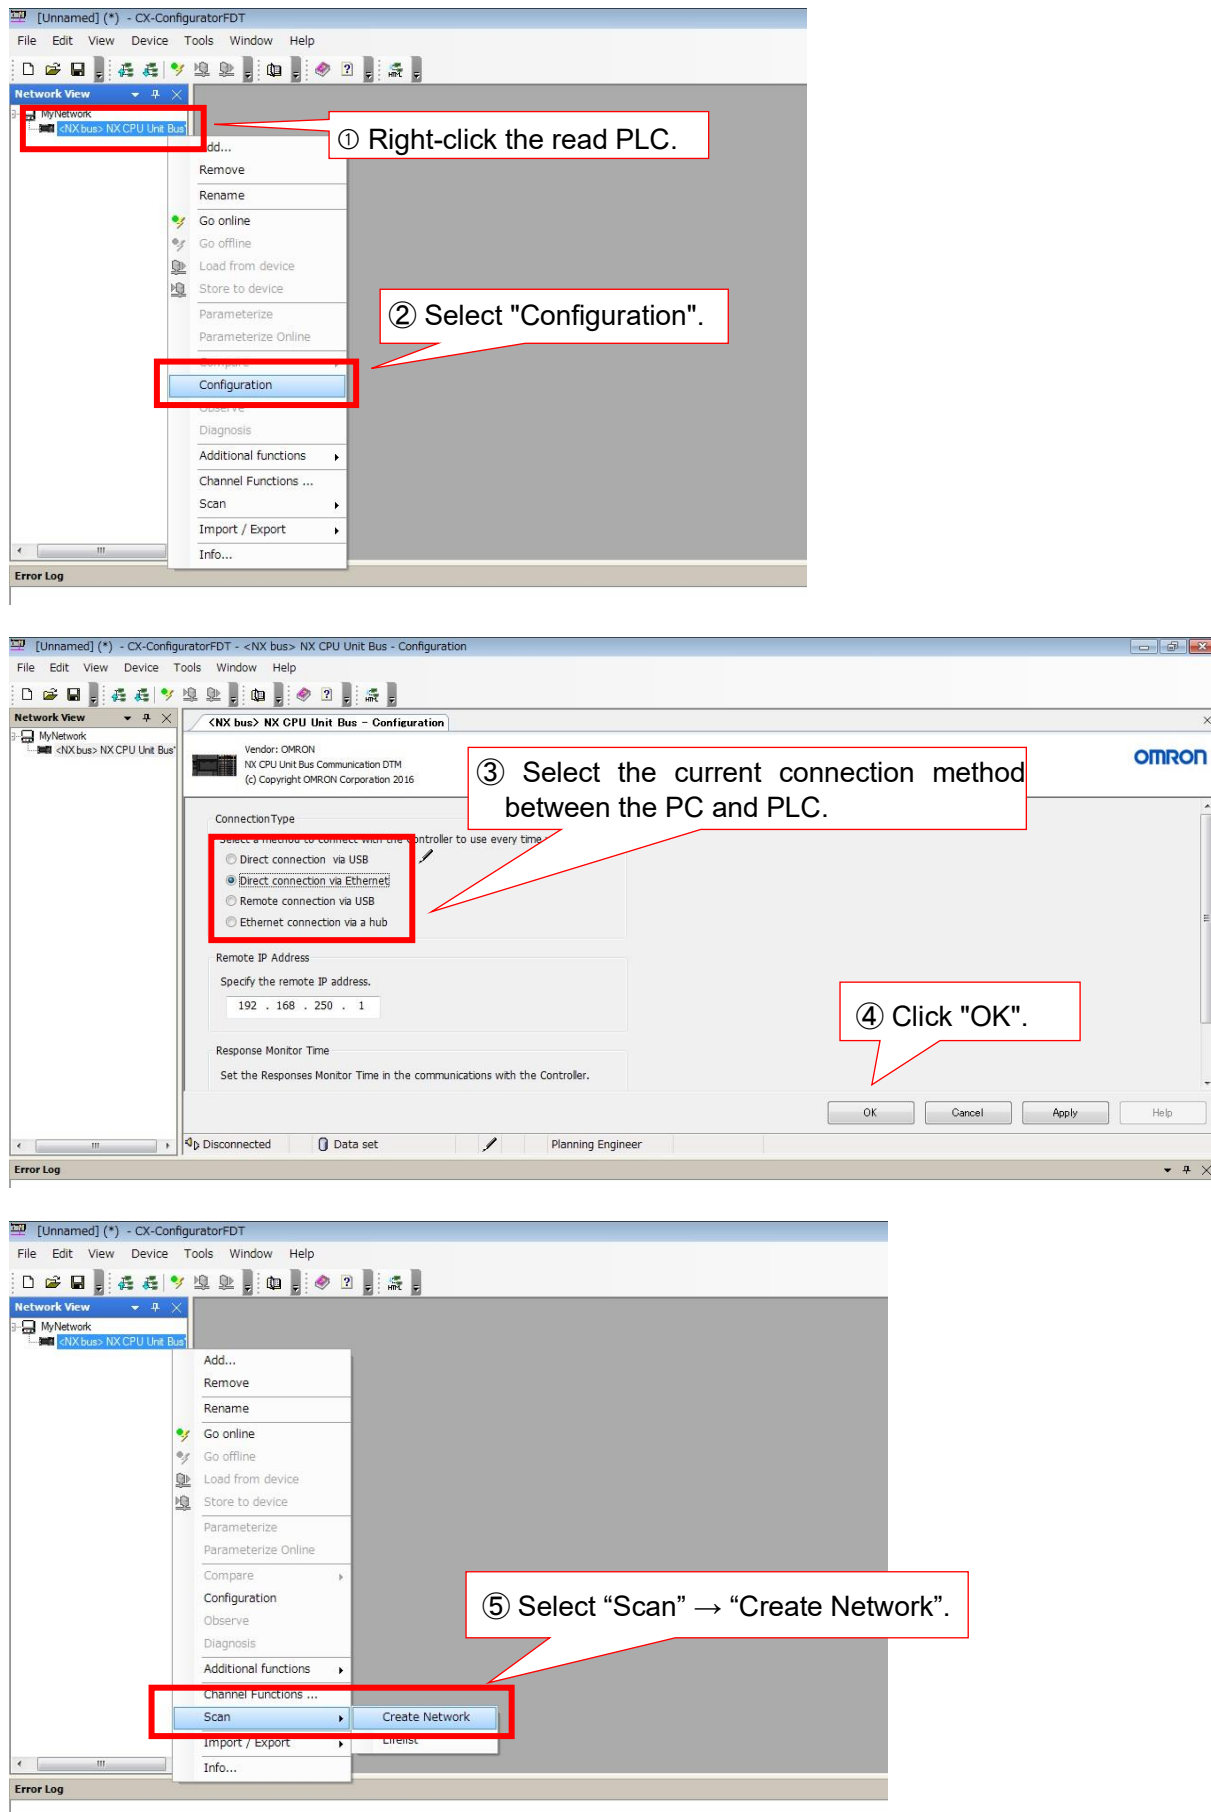 [Unnamed] (*) - CX-ConfiguratorFDT
File Edit View Device Tools Window Help
Network View
MyNetwork
<NX bus> NX CPU Unit Bus
① Right-click the read PLC.
Add...
Remove
Rename
Go online
Go offline
Load from device
Store to device
② Select "Configuration".
Parameterize
Parameterize Online
Compare
Configuration
Observe
Diagnosis
Additional functions
Channel Functions ...
Scan
Import / Export
Info...
Error Log
[Unnamed] (*) - CX-ConfiguratorFDT - <NX bus> NX CPU Unit Bus - Configuration
File Edit View Device Tools Window Help
Network View
<NX bus> NX CPU Unit Bus - Configuration
MyNetwork
<NX bus> NX CPU Unit Bus
Vendor: OMRON
NX CPU Unit Bus Communication DTM
(c) Copyright OMRON Corporation 2016
OMRON
③ Select the current connection method
between the PC and PLC.
ConnectionType
Select a method to connect with the Controller to use every time
Direct connection via USB
Direct connection via Ethernet
Remote connection via USB
Ethernet connection via a hub
Remote IP Address
Specify the remote IP address.
192 . 168 . 250 . 1
④ Click "OK".
Response Monitor Time
Set the Responses Monitor Time in the communications with the Controller.
OK Cancel Apply Help
Disconnected Data set Planning Engineer
Error Log
[Unnamed] (*) - CX-ConfiguratorFDT
File Edit View Device Tools Window Help
Network View
MyNetwork
<NX bus> NX CPU Unit Bus
Add...
Remove
Rename
Go online
Go offline
Load from device
Store to device
Parameterize
Parameterize Online
Compare
Configuration
⑤ Select “Scan” → “Create Network”.
Observe
Diagnosis
Additional functions
Channel Functions ...
Scan Create Network
Import / Export Lifelist
Info...
Error Log